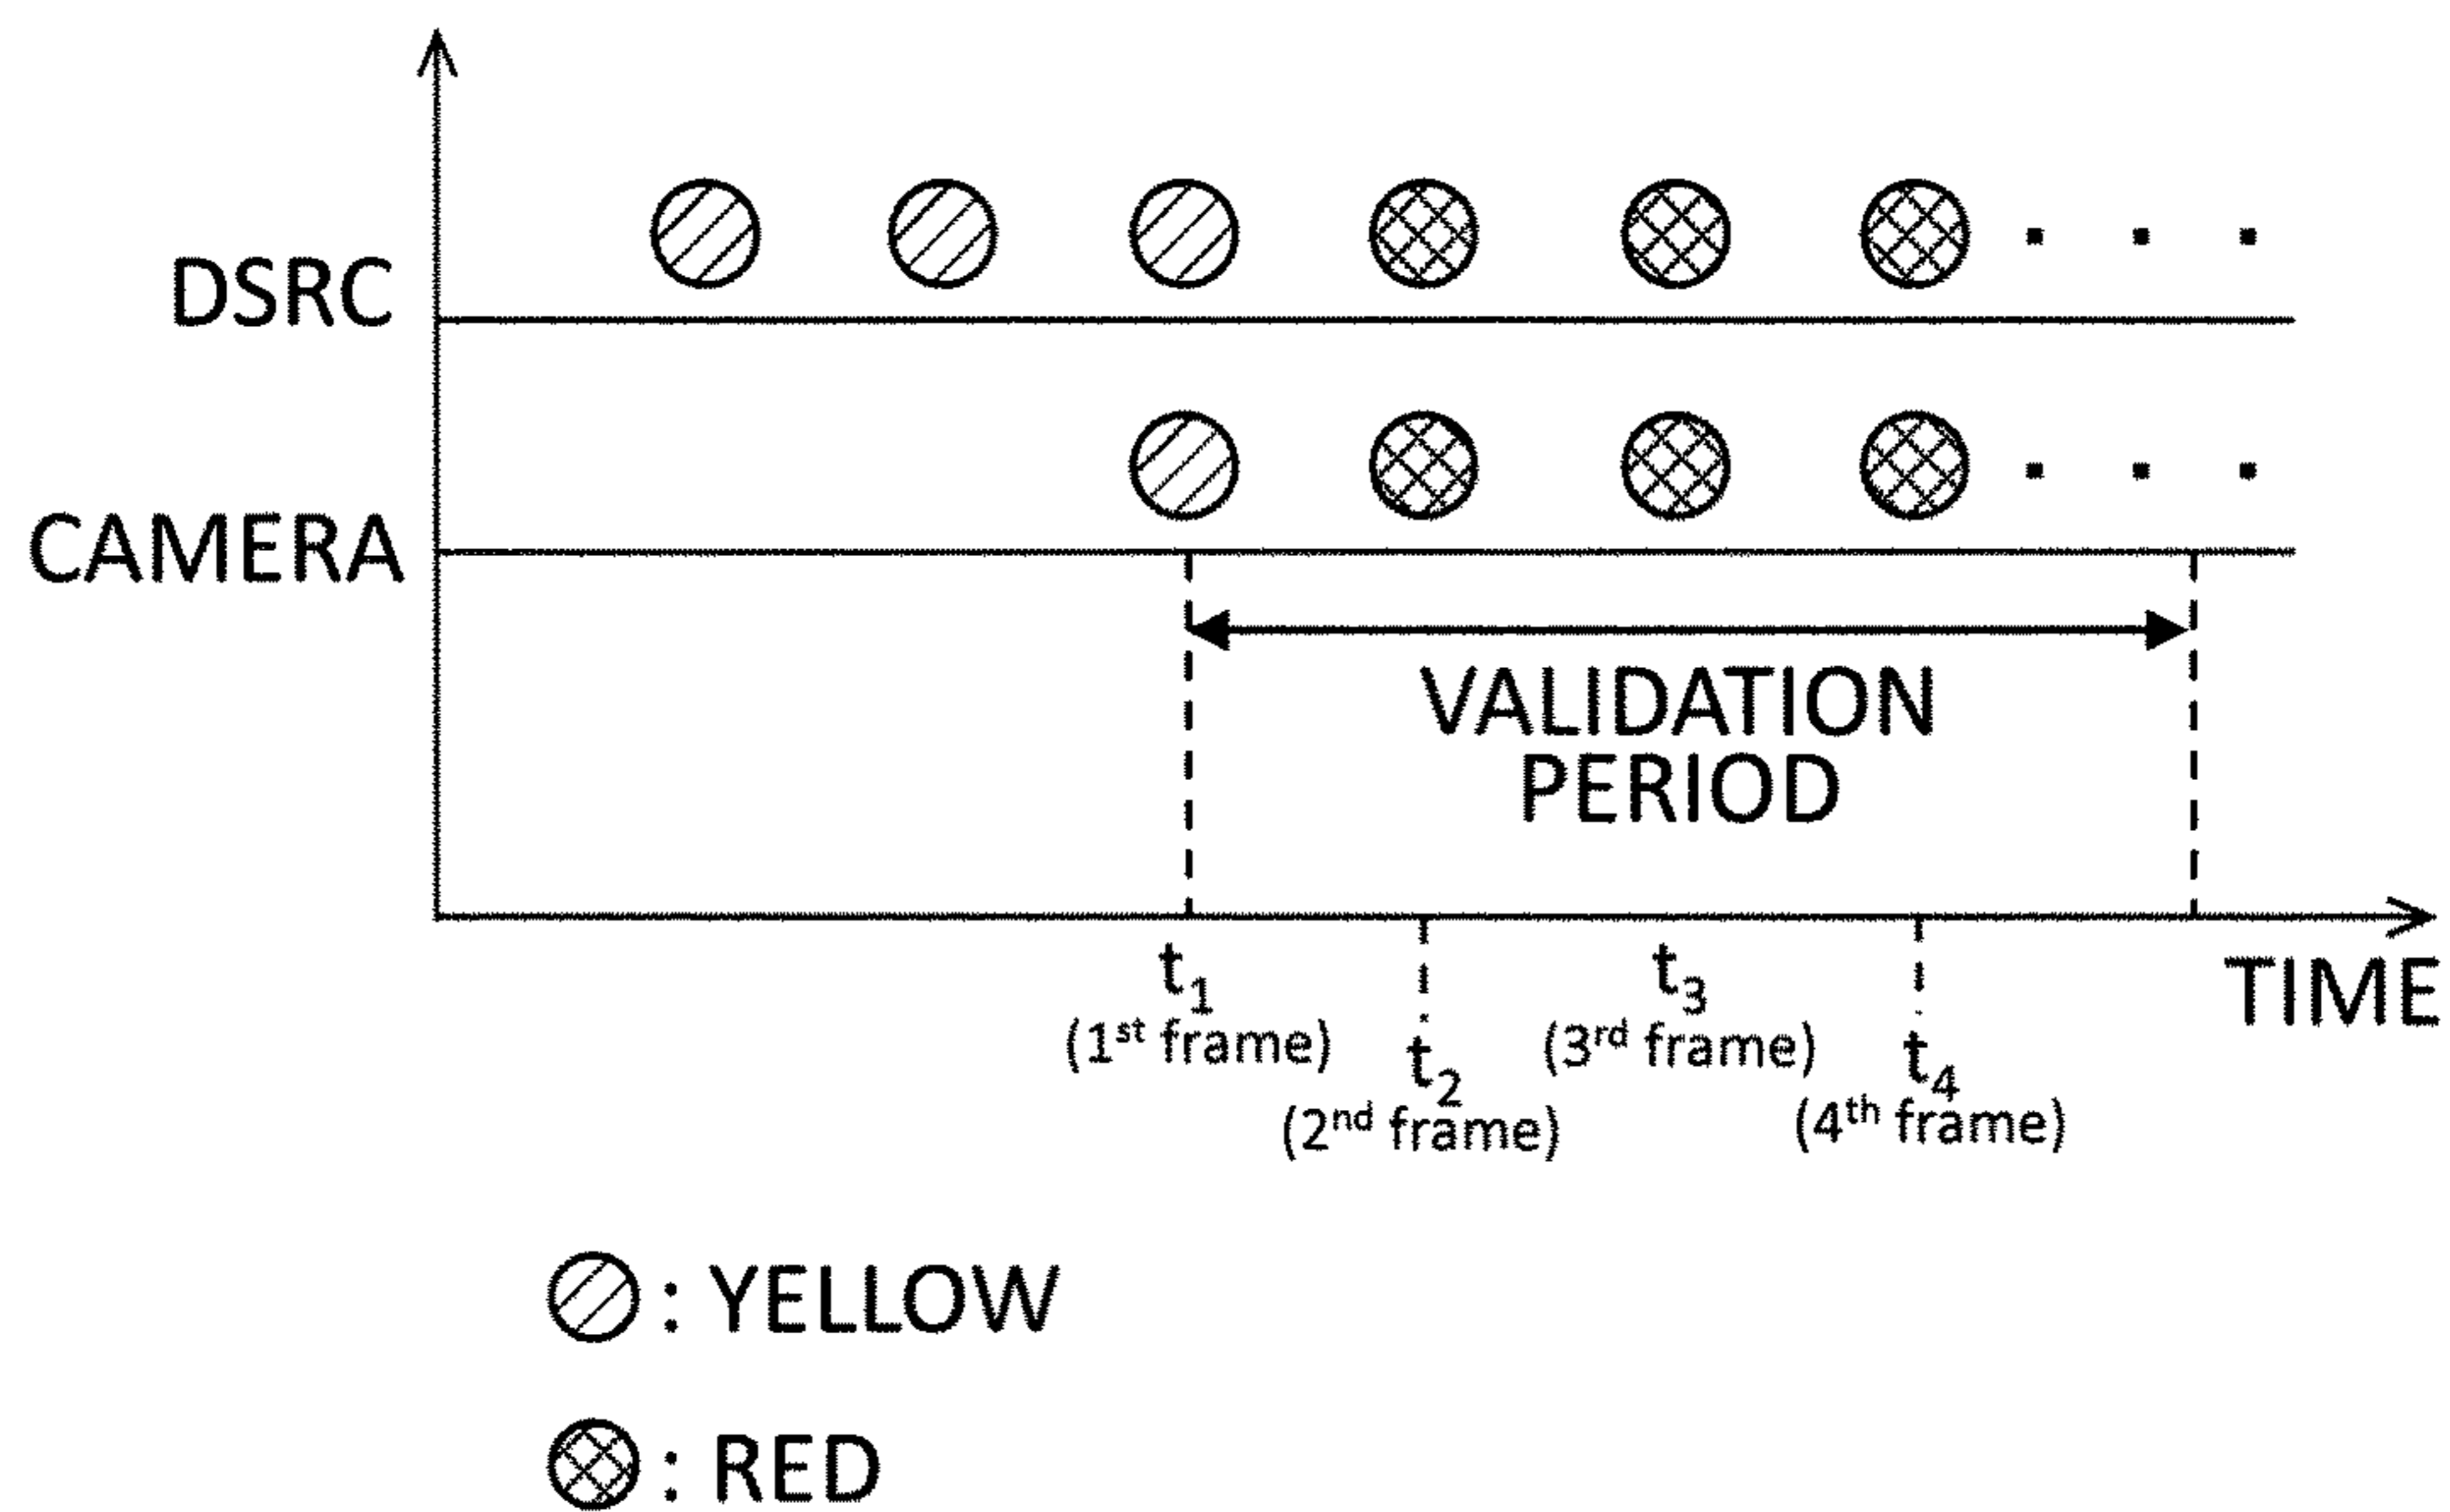 DSRC
CAMERA
VALIDATION
PERIOD
t₁
(1ˢᵗ frame)
t₂
(2ⁿᵈ frame)
t₃
(3ʳᵈ frame)
t₄
(4ᵗʰ frame)
TIME
: YELLOW
: RED